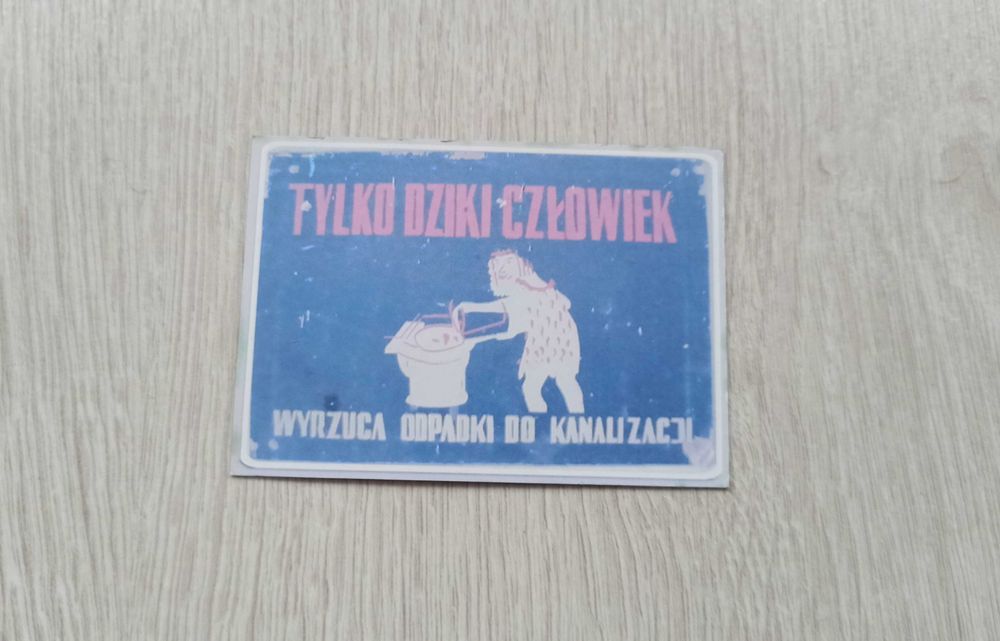 TYLKO DZIKI CZŁOWIEK
WYRZUCA ODPADKI DO KANALIZACJI